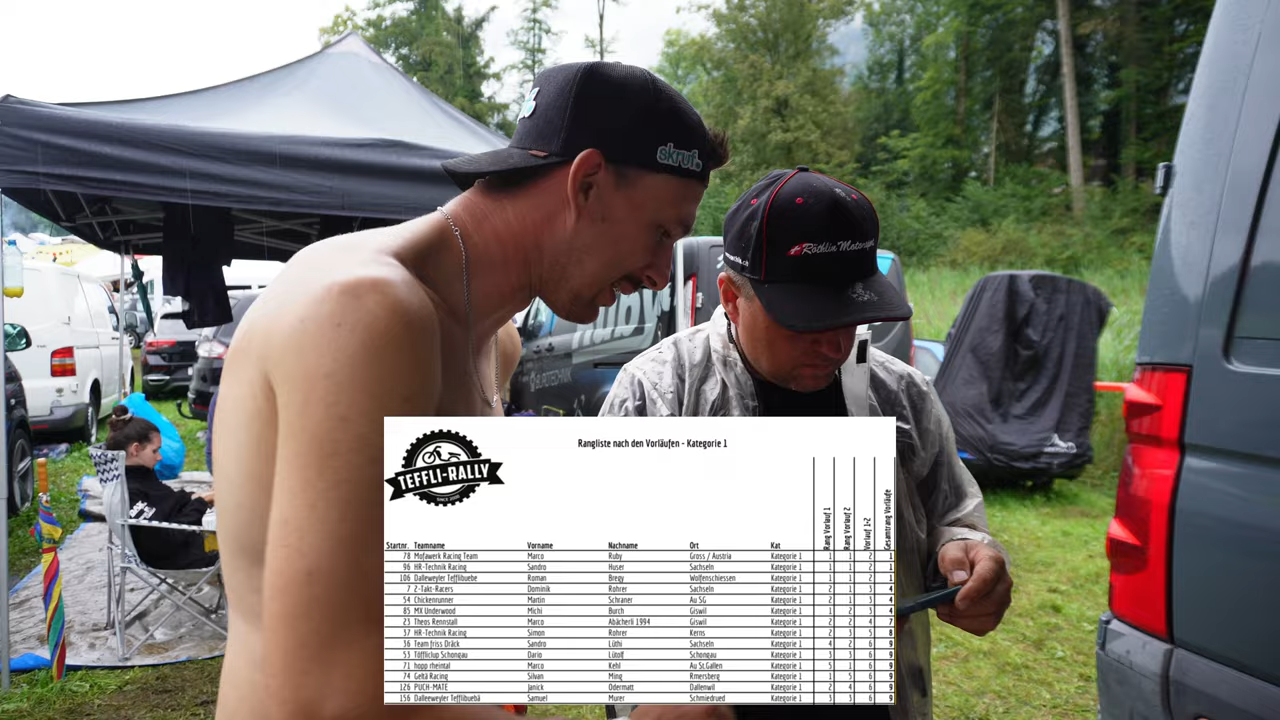 skruf.
Röthlin Motorsport
BÜROTECHNIK
TEFFLI-RALLY
SINCE 2000
Rangliste nach den Vorläufen - Kategorie 1
Startnr. Teamname Vorname Nachname Ort Kat Rang Vorlauf 1 Rang Vorlauf 2 Vorlauf 1-2 Gesamtrang Vorläufe
78 Mofawerk Racing Team Marco Ruby Gross / Austria Kategorie 1 1 1 2 1
96 HR-Technik Racing Sandro Huser Sachseln Kategorie 1 1 1 2 1
106 Dalleweyler Tefflibuebe Roman Bregy Wolfenschiessen Kategorie 1 1 1 2 1
7 2-Takt-Racers Dominik Rohrer Sachseln Kategorie 1 2 1 3 4
54 Chickenrunner Martin Schraner Au SG Kategorie 1 2 1 3 4
85 MX Underwood Michi Burch Giswil Kategorie 1 1 2 3 4
23 Theos Rennstall Marco Abächerli 1994 Giswil Kategorie 1 2 2 4 7
37 HR-Technik Racing Simon Rohrer Kerns Kategorie 1 2 3 5 8
36 Team friss Dräck Sandro Lüthi Sachseln Kategorie 1 4 2 6 9
53 Töffliclup Schongau Dario Lütolf Schongau Kategorie 1 3 3 6 9
71 hopp rheintal Marco Kehl Au St.Gallen Kategorie 1 5 1 6 9
74 Geltä Racing Silvan Ming Rmersberg Kategorie 1 1 5 6 9
126 PUCH-MATE Janick Odermatt Dallenwil Kategorie 1 2 4 6 9
156 Dalleeweyler Tefflibuebä Samuel Murer Schmiedrued Kategorie 1 3 3 6 9